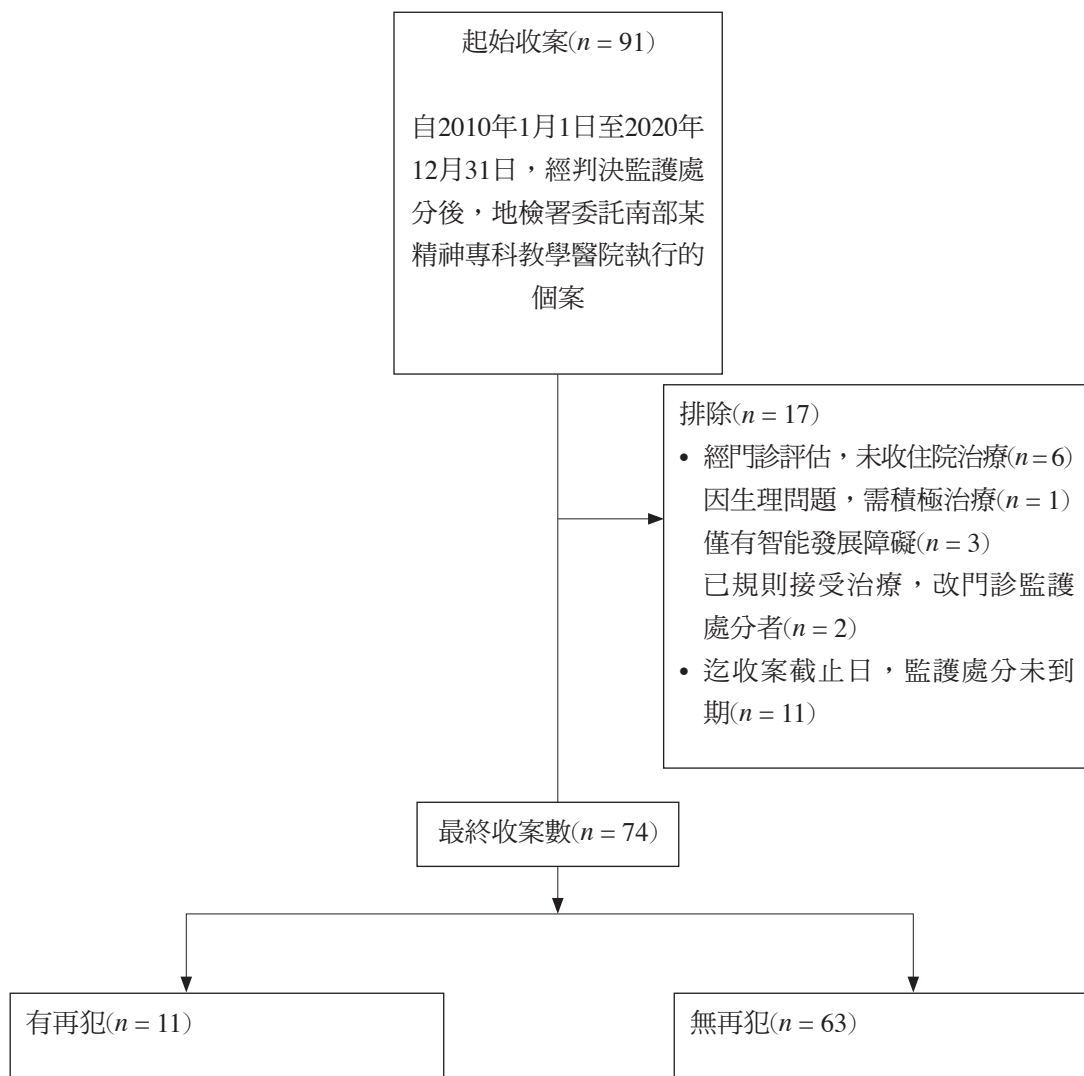 起始收案(n = 91)
自2010年1月1日至2020年
12月31日，經判決監護處
分後，地檢署委託南部某
精神專科教學醫院執行的
個案
排除(n = 17)
• 經門診評估，未收住院治療(n = 6)
因生理問題，需積極治療(n = 1)
僅有智能發展障礙(n = 3)
已規則接受治療，改門診監護
處分者(n = 2)
• 迄收案截止日，監護處分未到
期(n = 11)
最終收案數(n = 74)
有再犯(n = 11)
無再犯(n = 63)